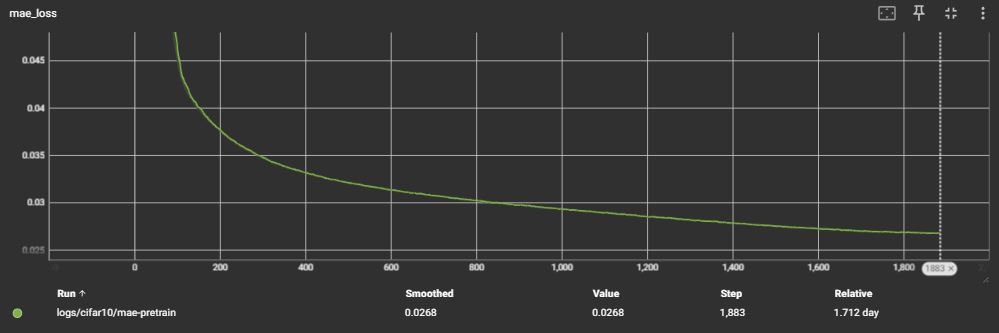 mae_loss
0.045
0.04
0.035
0.03
0.025
0 200 400 600 800 1,000 1,200 1,400 1,600 1,800
1883 ×
Run ↑ Smoothed Value Step Relative
logs/cifar10/mae-pretrain 0.0268 0.0268 1,883 1.712 day